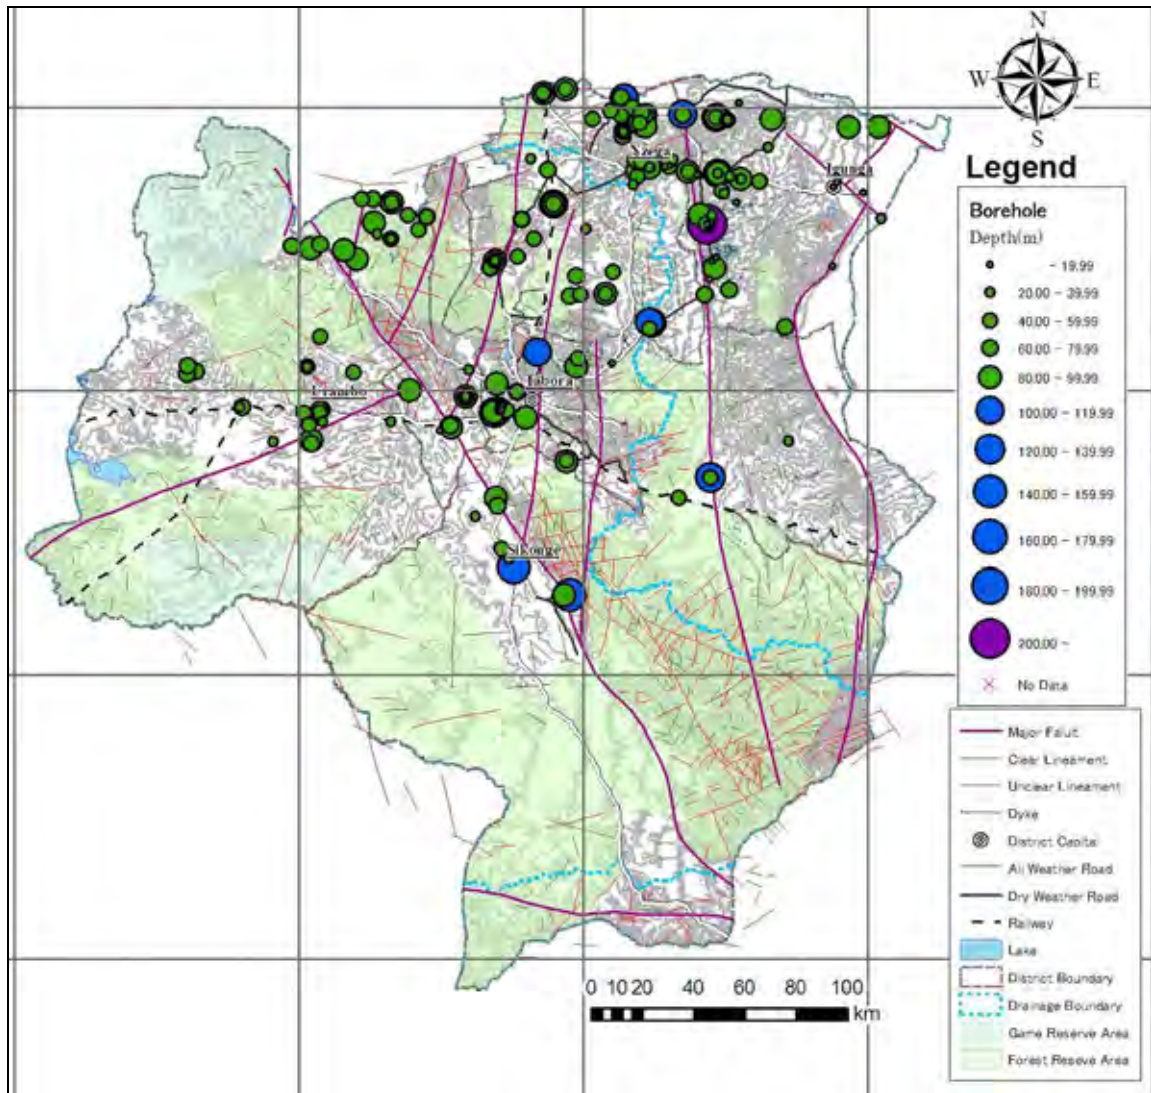 N
W E
S
Legend
Borehole
Depth(m)
- 19.99
20.00 - 39.99
40.00 - 59.99
60.00 - 79.99
80.00 - 99.99
100.00 - 119.99
120.00 - 139.99
140.00 - 159.99
160.00 - 179.99
180.00 - 199.99
200.00 -
No Data
Nzega
Igunga
Tabora
Urambo
Sikonge
Major Fault
Clear Lineament
Unclear Lineament
Dyke
District Capital
All Weather Road
Dry Weather Road
Railway
Lake
District Boundary
Drainage Boundary
Game Reserve Area
Forest Reseve Area
0 10 20 40 60 80 100
km